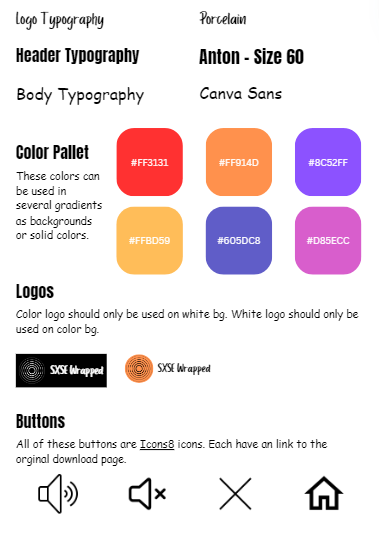 Logo Typography Porcelain
Header Typography Anton - Size 60
Body Typography Canva Sans
Color Pallet
These colors can
be used in
several gradients
as backgrounds
or solid colors.
#FF3131 #FF914D #8C52FF
#FFBD59 #605DC8 #D85ECC
Logos
Color logo should only be used on white bg. White logo should only be
used on color bg.
SXSE Wrapped SXSE Wrapped
Buttons
All of these buttons are Icons8 icons. Each have an link to the
orginal download page.